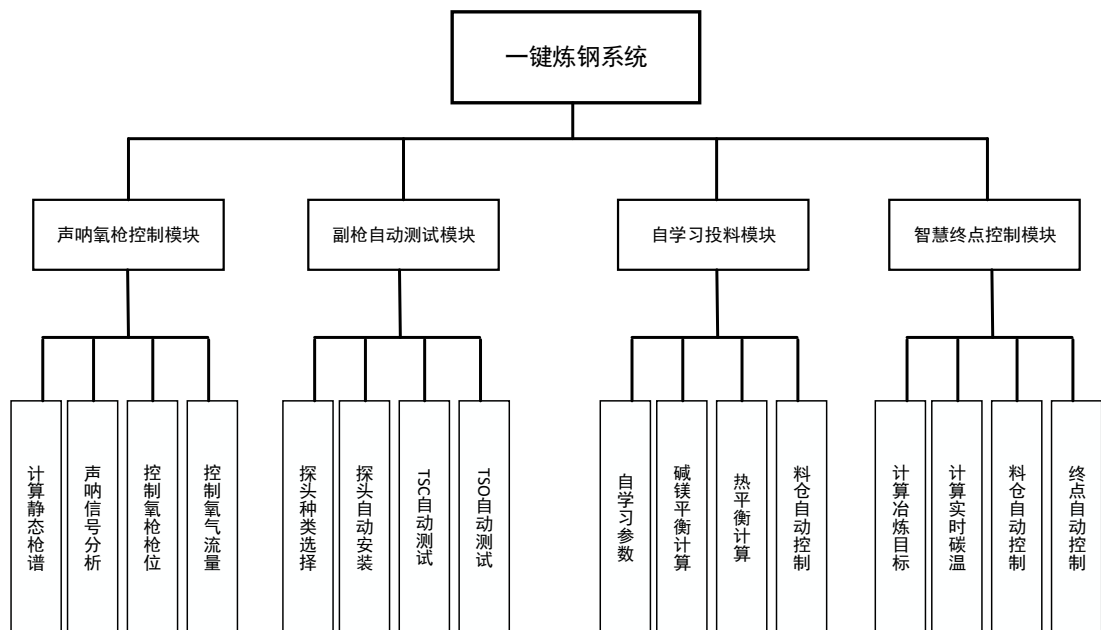 一键炼钢系统
声呐氧枪控制模块
副枪自动测试模块
自学习投料模块
智慧终点控制模块
计算静态枪谱
声呐信号分析
控制氧枪枪位
控制氧气流量
探头种类选择
探头自动安装
TSC自动测试
TSO自动测试
自学习参数
碱镁平衡计算
热平衡计算
料仓自动控制
计算冶炼目标
计算实时碳温
料仓自动控制
终点自动控制